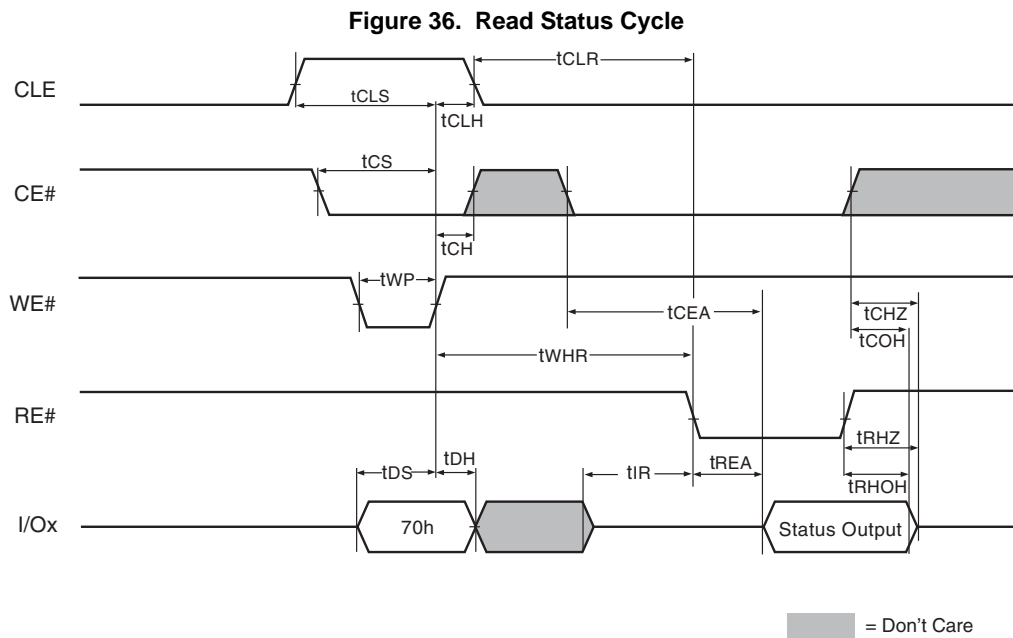 Figure 36. Read Status Cycle
CLE
tCLR
tCLS
tCLH
CE#
tCS
tCH
WE#
tWP
tCEA
tCHZ
tCOH
tWHR
RE#
tRHZ
tRHOH
tDS
tDH
tIR
tREA
I/Ox
70h
Status Output
= Don't Care